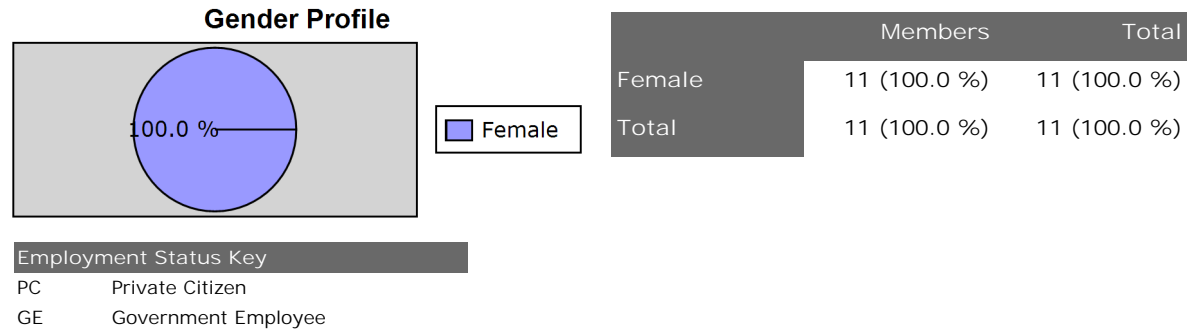 Gender Profile
100.0 %
Female
Members Total
Female 11 (100.0 %) 11 (100.0 %)
Total 11 (100.0 %) 11 (100.0 %)
Employment Status Key
PC Private Citizen
GE Government Employee